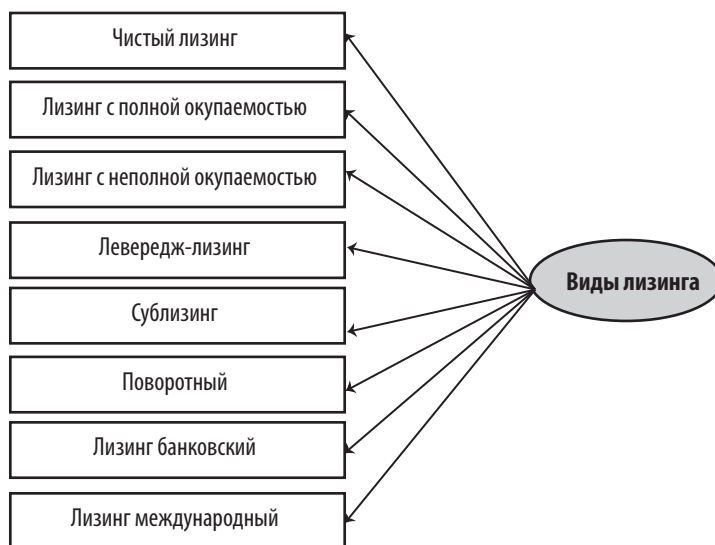 Чистый лизинг
Лизинг с полной окупаемостью
Лизинг с неполной окупаемостью
Левередж-лизинг
Сублизинг
Поворотный
Лизинг банковский
Лизинг международный
Виды лизинга